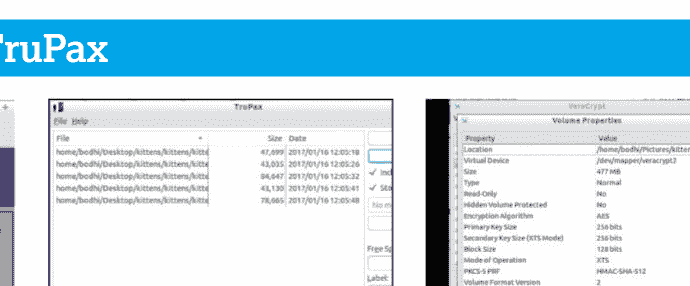 TruPax
TruPax
File Help
File Size Date
home/bodhi/Desktop/kittens/kittens/kitte 47,699 2017/01/16 12:05:18
home/bodhi/Desktop/kittens/kittens/kitte 43,035 2017/01/16 12:05:26
home/bodhi/Desktop/kittens/kittens/kitte 84,647 2017/01/16 12:05:32
home/bodhi/Desktop/kittens/kittens/kitte 43,130 2017/01/16 12:05:41
home/bodhi/Desktop/kittens/kittens/kitte 78,665 2017/01/16 12:05:48
Incl
Sto
No m
Free Sp
Label:
VeraCrypt
Volume Properties
Property Value
Location /home/bodhi/Pictures/kitten
Virtual Device /dev/mapper/veracrypt2
Size 477 MB
Type Normal
Read-Only No
Hidden Volume Protected No
Encryption Algorithm AES
Primary Key Size 256 bits
Secondary Key Size (XTS Mode) 256 bits
Block Size 128 bits
Mode of Operation XTS
PKCS-5 PRF HMAC-SHA-512
Volume Format Version 2